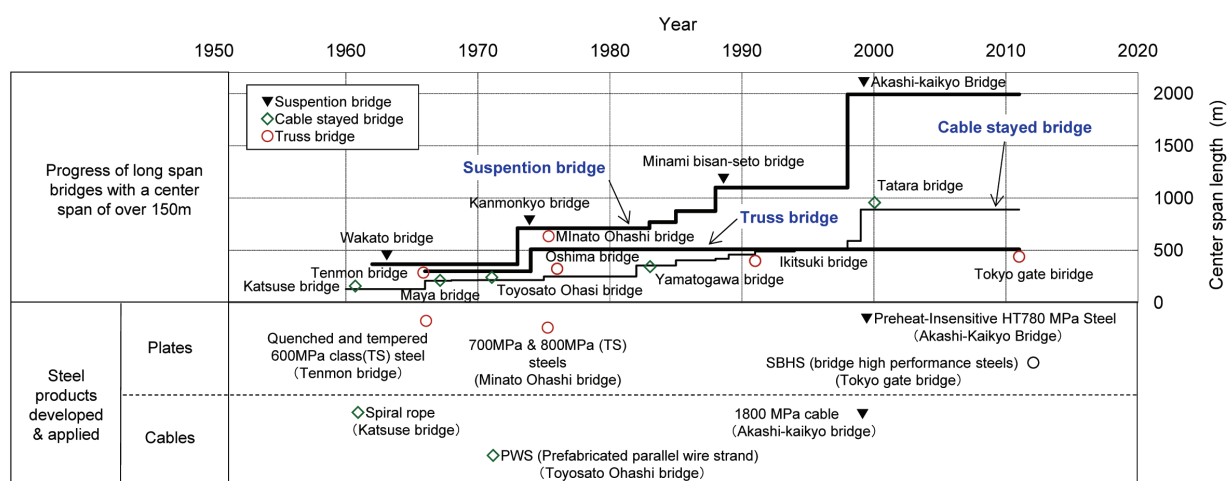 Year
1950
1960
1970
1980
1990
2000
2010
2020
Suspention bridge
Cable stayed bridge
Truss bridge
Progress of long span
bridges with a center
span of over 150m
Akashi-kaikyo Bridge
Cable stayed bridge
Minami bisan-seto bridge
Suspention bridge
Tatara bridge
Kanmonkyo bridge
Truss bridge
Wakato bridge
MInato Ohashi bridge
Oshima bridge
Ikitsuki bridge
Tenmon bridge
Tokyo gate bridge
Katsuse bridge
Maya bridge
Toyosato Ohasi bridge
Yamatogawa bridge
2000
1500
1000
500
0
Center span length (m)
Steel
products
developed
& applied
Plates
Quenched and tempered
600MPa class(TS) steel
(Tenmon bridge)
700MPa & 800MPa (TS)
steels
(Minato Ohashi bridge)
Preheat-Insensitive HT780 MPa Steel
(Akashi-Kaikyo Bridge)
SBHS (bridge high performance steels)
(Tokyo gate bridge)
Cables
Spiral rope
(Katsuse bridge)
1800 MPa cable
(Akashi-kaikyo bridge)
PWS (Prefabricated parallel wire strand)
(Toyosato Ohashi bridge)